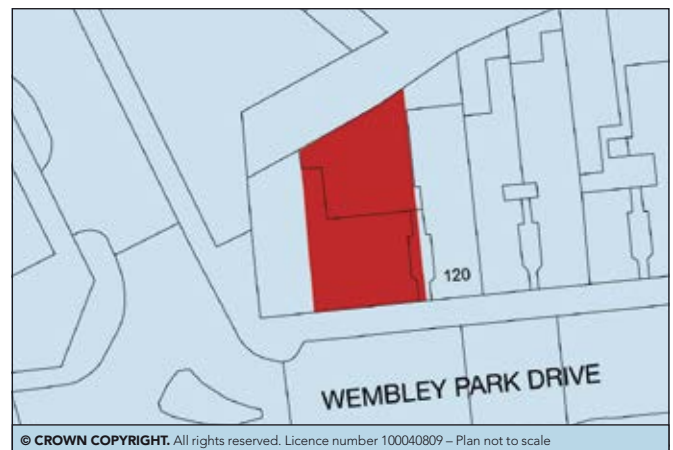 120
WEMBLEY PARK DRIVE
© CROWN COPYRIGHT. All rights reserved. Licence number 100040809 – Plan not to scale